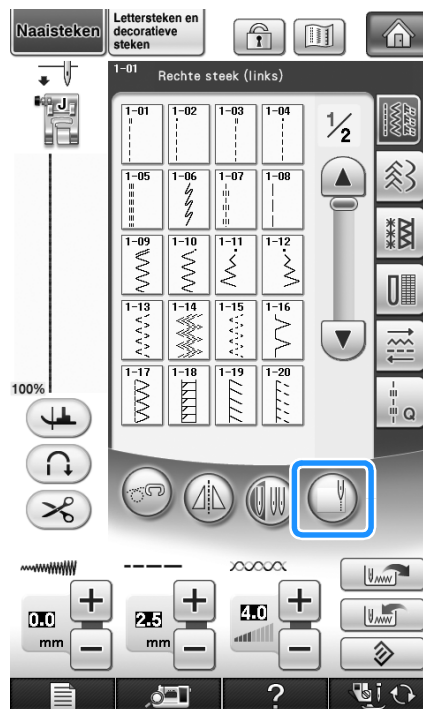 Naaisteken
Lettersteken en
decoratieve
steken
1-01
Rechte steek (links)
J
1-01 1-02 1-03 1-04
1/2
1-05 1-06 1-07 1-08
1-09 1-10 1-11 1-12
1-13 1-14 1-15 1-16
1-17 1-18 1-19 1-20
Q
100%
0.0
mm
2.5
mm
4.0
?